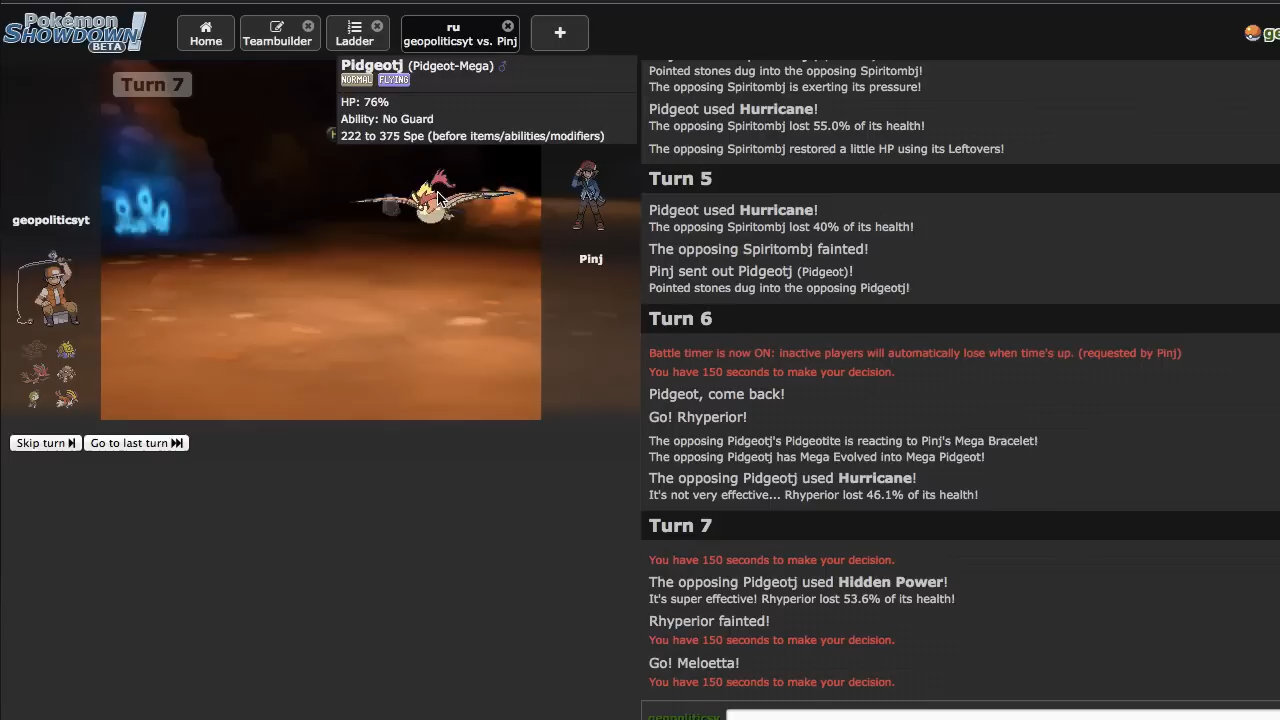 Pokémon
SHOWDOWN!
BETA
Home
Teambuilder
Ladder
ru
geopoliticsyt vs. Pinj
+
ge
Turn 7
Pidgeotj (Pidgeot-Mega) ♂
NORMAL FLYING
HP: 76%
Ability: No Guard
222 to 375 Spe (before items/abilities/modifiers)
geopoliticsyt
Pinj
Skip turn
Go to last turn
Pointed stones dug into the opposing Spiritombj!
The opposing Spiritombj is exerting its pressure!
Pidgeot used Hurricane!
The opposing Spiritombj lost 55.0% of its health!
The opposing Spiritombj restored a little HP using its Leftovers!
Turn 5
Pidgeot used Hurricane!
The opposing Spiritombj lost 40% of its health!
The opposing Spiritombj fainted!
Pinj sent out Pidgeotj (Pidgeot)!
Pointed stones dug into the opposing Pidgeotj!
Turn 6
Battle timer is now ON: inactive players will automatically lose when time's up. (requested by Pinj)
You have 150 seconds to make your decision.
Pidgeot, come back!
Go! Rhyperior!
The opposing Pidgeotj's Pidgeotite is reacting to Pinj's Mega Bracelet!
The opposing Pidgeotj has Mega Evolved into Mega Pidgeot!
The opposing Pidgeotj used Hurricane!
It's not very effective... Rhyperior lost 46.1% of its health!
Turn 7
You have 150 seconds to make your decision.
The opposing Pidgeotj used Hidden Power!
It's super effective! Rhyperior lost 53.6% of its health!
Rhyperior fainted!
You have 150 seconds to make your decision.
Go! Meloetta!
You have 150 seconds to make your decision.
geopoliticsy